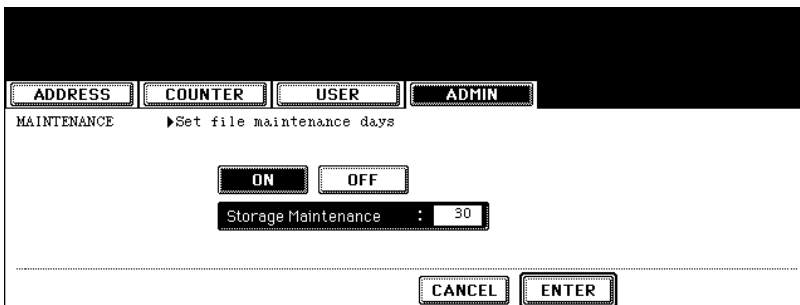 ADDRESS COUNTER USER ADMIN
MAINTENANCE ▶Set file maintenance days
ON OFF
Storage Maintenance : 30
CANCEL ENTER